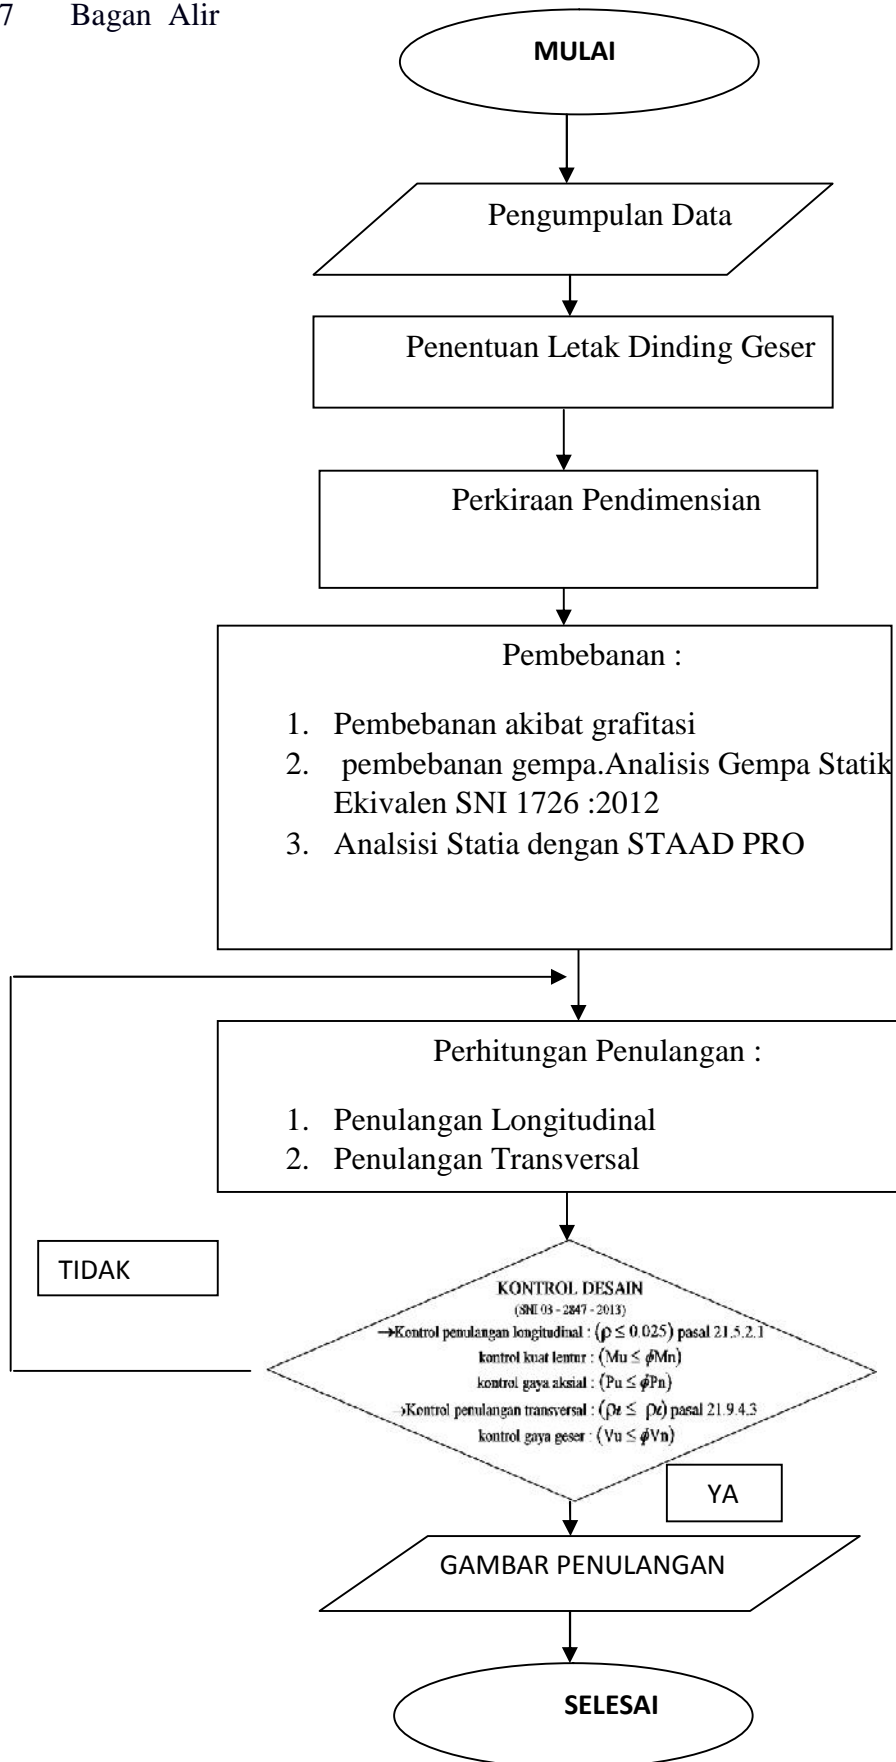 7 Bagan Alir
MULAI
Pengumpulan Data
Penentuan Letak Dinding Geser
Perkiraan Pendimensian
Pembebanan :
1. Pembebanan akibat grafitasi
2. pembebanan gempa.Analisis Gempa Statik
Ekivalen SNI 1726 :2012
3. Analsisi Statia dengan STAAD PRO
Perhitungan Penulangan :
1. Penulangan Longitudinal
2. Penulangan Transversal
TIDAK
KONTROL DESAIN
(SNI 03 - 2847 - 2013)
→Kontrol penulangan longitudinal : (ρ ≤ 0.025) pasal 21.5.2.1
kontrol kuat lentur : (Mu ≤ ϕMn)
kontrol gaya aksial : (Pu ≤ ϕPn)
→Kontrol penulangan transversal : (ρt ≤ ρt) pasal 21.9.4.3
kontrol gaya geser : (Vu ≤ ϕVn)
YA
GAMBAR PENULANGAN
SELESAI